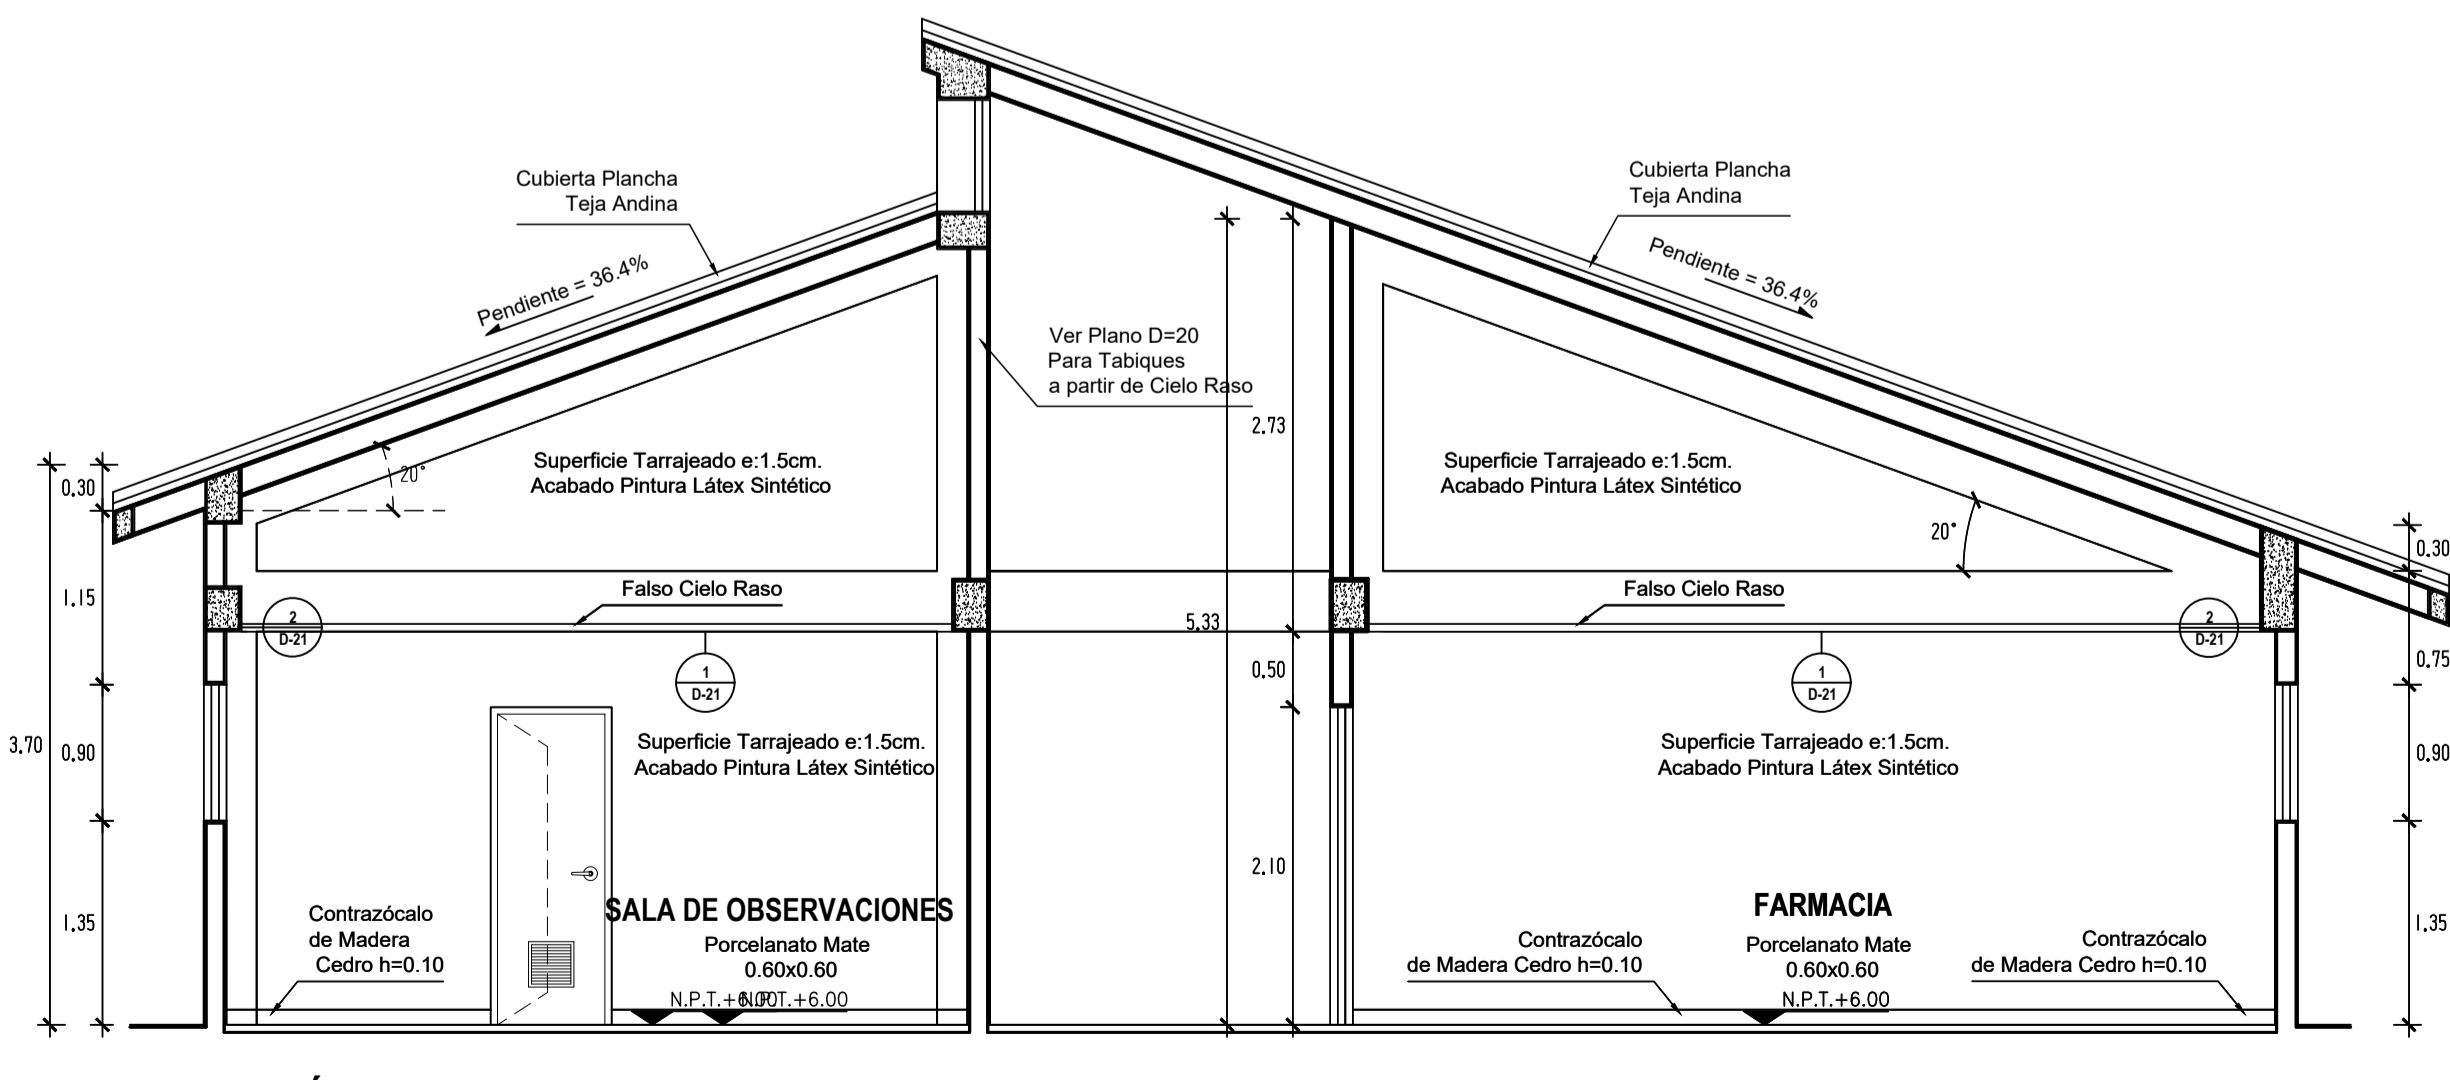 Cubierta Plancha
Teja Andina
Pendiente = 36.4%
Cubierta Plancha
Teja Andina
Pendiente = 36.4%
Ver Plano D=20
Para Tabiques
a partir de Cielo Raso
2.73
20°
Superficie Tarrajeado e:1.5cm.
Acabado Pintura Látex Sintético
Superficie Tarrajeado e:1.5cm.
Acabado Pintura Látex Sintético
20°
0.30
0.30
1.15
Falso Cielo Raso
Falso Cielo Raso
2
D-21
5.33
2
D-21
1
D-21
0.50
1
D-21
0.75
3.70
0.90
Superficie Tarrajeado e:1.5cm.
Acabado Pintura Látex Sintético
Superficie Tarrajeado e:1.5cm.
Acabado Pintura Látex Sintético
0.90
2.10
1.35
Contrazócalo
de Madera
Cedro h=0.10
SALA DE OBSERVACIONES
Porcelanato Mate
0.60x0.60
N.P.T.+6.00
N.P.T.+6.00
Contrazócalo
de Madera Cedro h=0.10
FARMACIA
Porcelanato Mate
0.60x0.60
N.P.T.+6.00
Contrazócalo
de Madera Cedro h=0.10
1.35